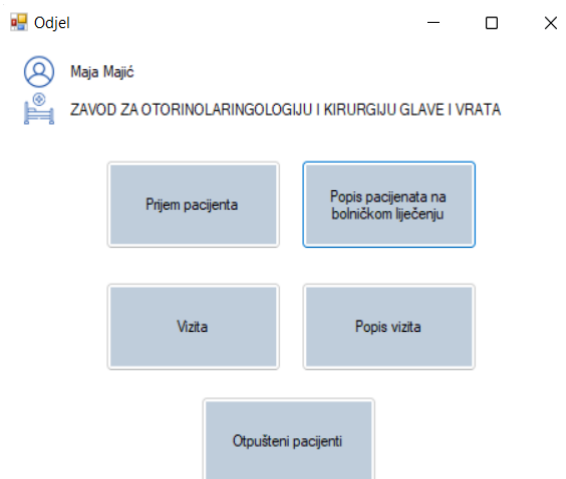 Odjel
Maja Majić
ZAVOD ZA OTORINOLARINGOLOGIJU I KIRURGIJU GLAVE I VRATA
Prijem pacijenta
Popis pacijenata na
bolničkom liječenju
Vizita
Popis vizita
Otpušteni pacijenti